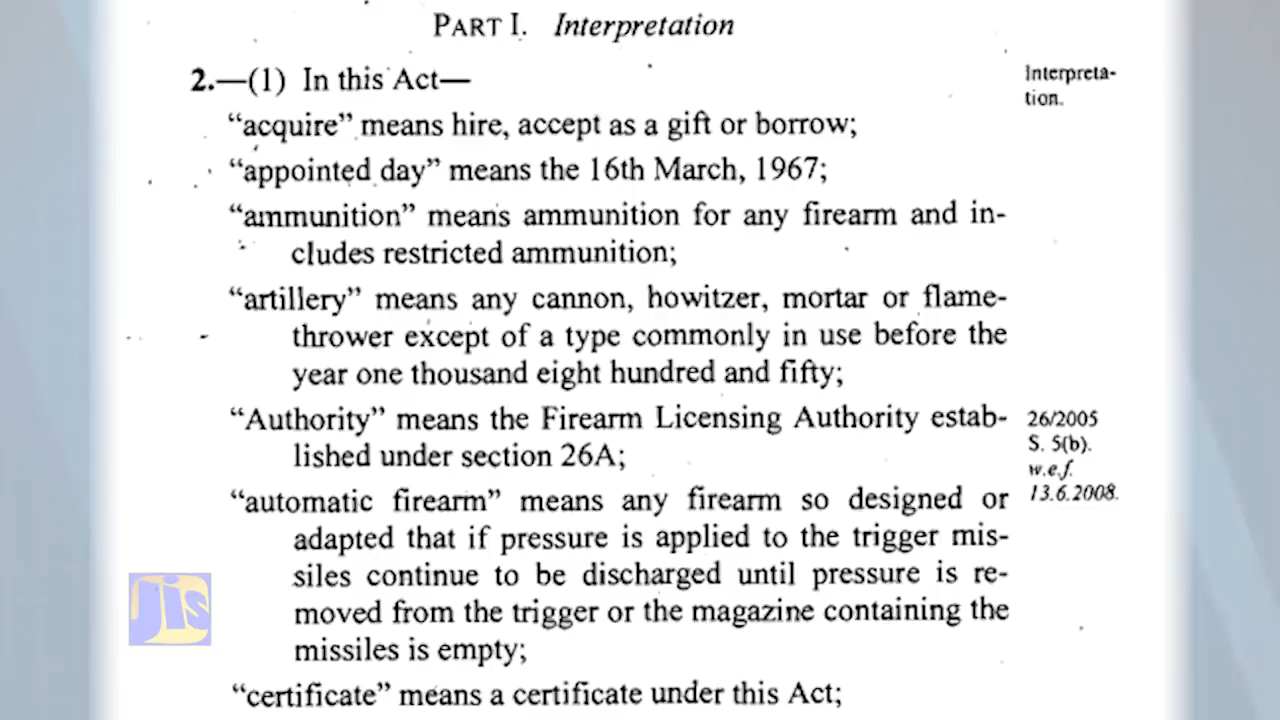 PART I. Interpretation
2.—(1) In this Act—
Interpreta-
tion.
“acquire” means hire, accept as a gift or borrow;
“appointed day” means the 16th March, 1967;
“ammunition” means ammunition for any firearm and in-
cludes restricted ammunition;
“artillery” means any cannon, howitzer, mortar or flame-
thrower except of a type commonly in use before the
year one thousand eight hundred and fifty;
“Authority” means the Firearm Licensing Authority estab-
lished under section 26A;
26/2005
S. 5(b).
w.e.f.
13.6.2008.
“automatic firearm” means any firearm so designed or
adapted that if pressure is applied to the trigger mis-
siles continue to be discharged until pressure is re-
moved from the trigger or the magazine containing the
missiles is empty;
“certificate” means a certificate under this Act;
jis